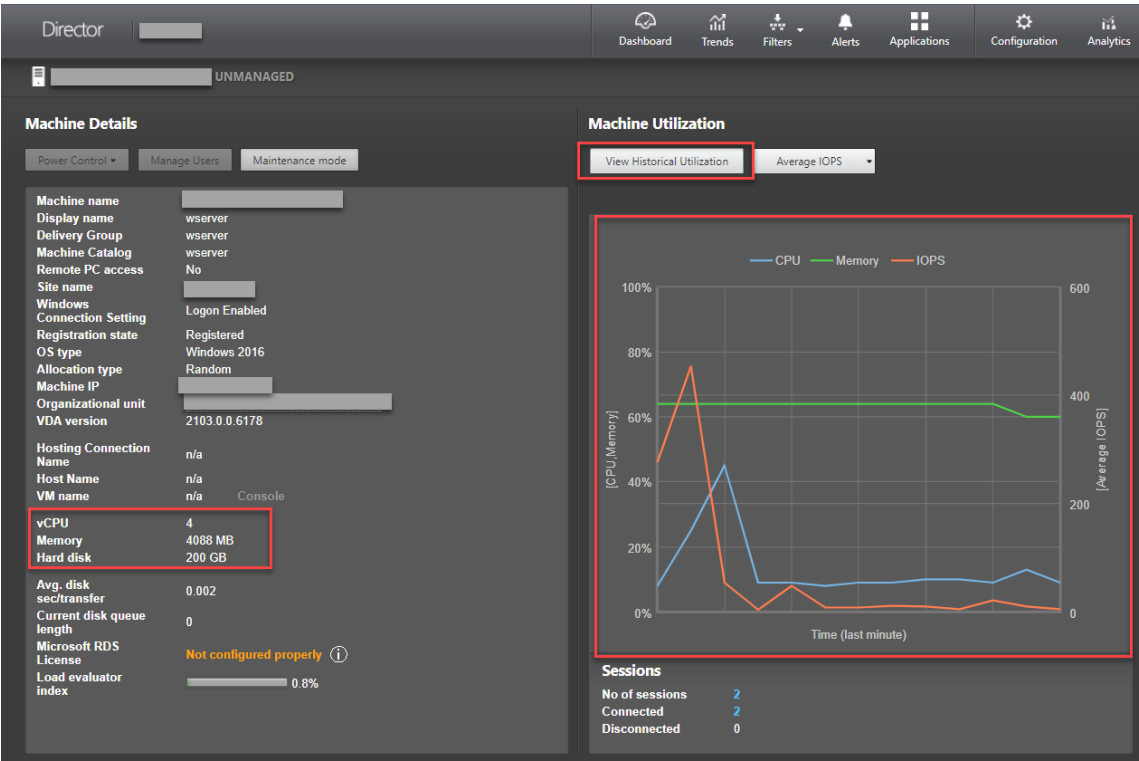 Director
Dashboard
Trends
Filters
Alerts
Applications
Configuration
Analytics
UNMANAGED
Machine Details
Power Control
Manage Users
Maintenance mode
Machine name
Display name wserver
Delivery Group wserver
Machine Catalog wserver
Remote PC access No
Site name
Windows
Connection Setting Logon Enabled
Registration state Registered
OS type Windows 2016
Allocation type Random
Machine IP
Organizational unit
VDA version 2103.0.0.6178
Hosting Connection
Name n/a
Host Name n/a
VM name n/a Console
vCPU 4
Memory 4088 MB
Hard disk 200 GB
Avg. disk
sec/transfer 0.002
Current disk queue
length 0
Microsoft RDS
License Not configured properly i
Load evaluator
index 0.8%
Machine Utilization
View Historical Utilization
Average IOPS
CPU Memory IOPS
100% 600
80%
400
60%
40%
200
20%
0% 0
[CPU,Memory]
[Average IOPS]
Time (last minute)
Sessions
No of sessions 2
Connected 2
Disconnected 0